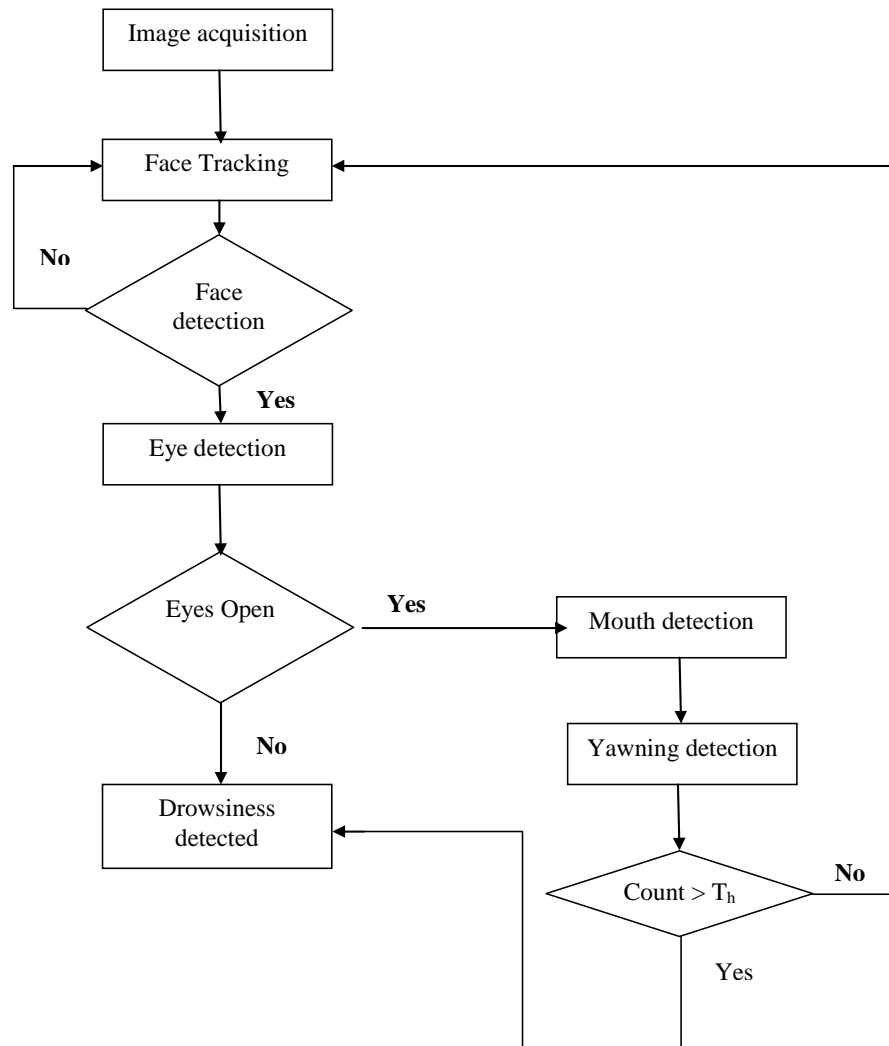 Image acquisition
Face Tracking
No
Face
detection
Yes
Eye detection
Eyes Open
Yes
Mouth detection
No
Yawning detection
Drowsiness
detected
Count > Tₕ
No
Yes